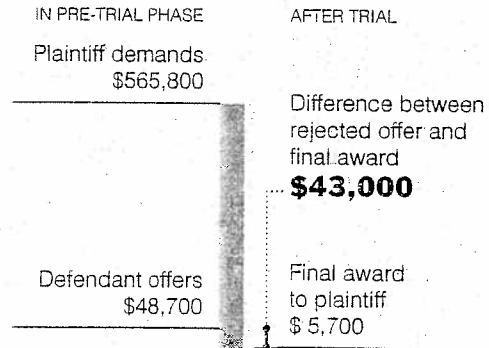 IN PRE-TRIAL PHASE
Plaintiff demands
$565,800
Defendant offers
$48,700
AFTER TRIAL
Difference between
rejected offer and
final award
$43,000
Final award
to plaintiff
$ 5,700